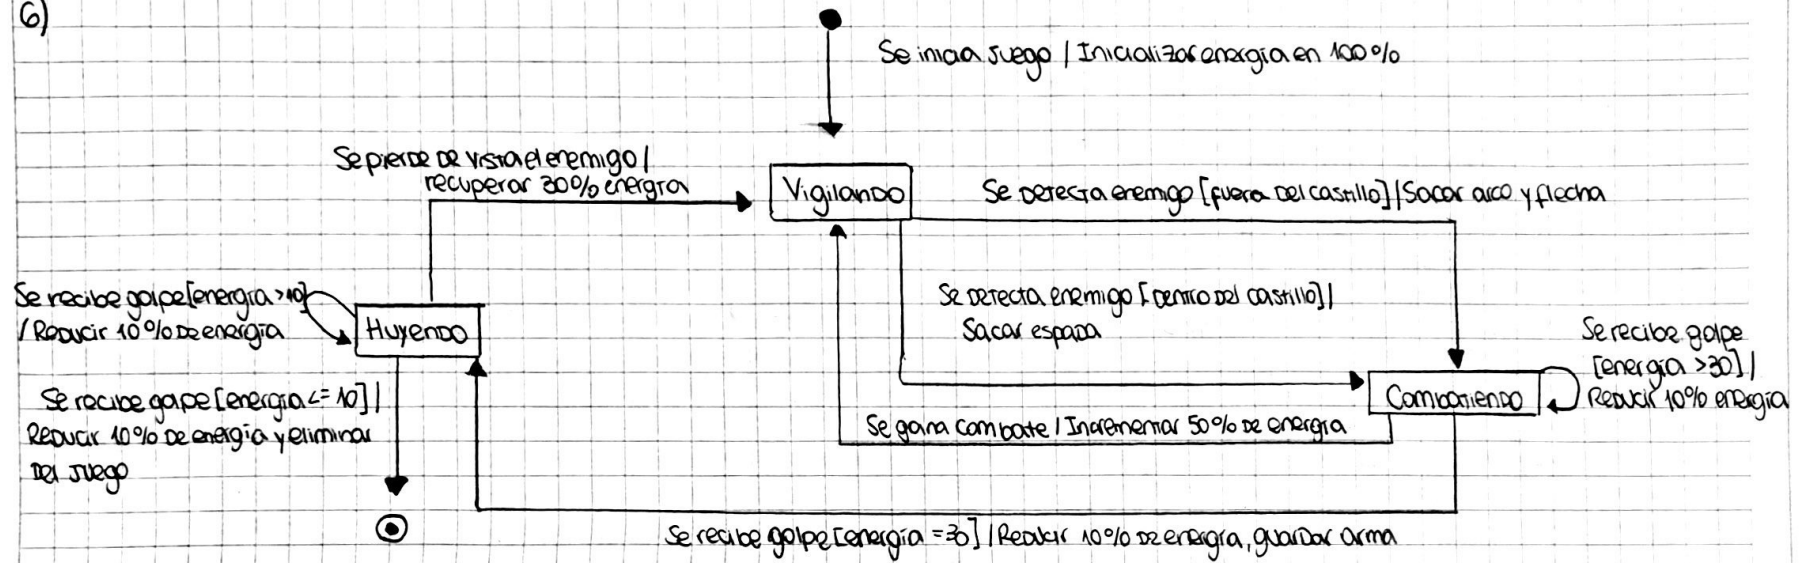 6)
Se inicia juego / Inicializar energía en 100%
Se pierde de vista el enemigo /
recuperar 30% energía
Vigilando
Se detecta enemigo [fuera del castillo] / Sacar arco y flecha
Se recibe golpe [energía >10]
/ Reducir 10% de energía
Huyendo
Se detecta enemigo [dentro del castillo] /
Sacar espada
Se recibe golpe
[energía >30] /
Reducir 10% energía
Combatiendo
Se recibe golpe [energía <= 10] /
Reducir 10% de energía y eliminar
del juego
Se gana combate / Incrementar 50% de energía
Se recibe golpe [energía =30] / Reducir 10% de energía, guardar arma